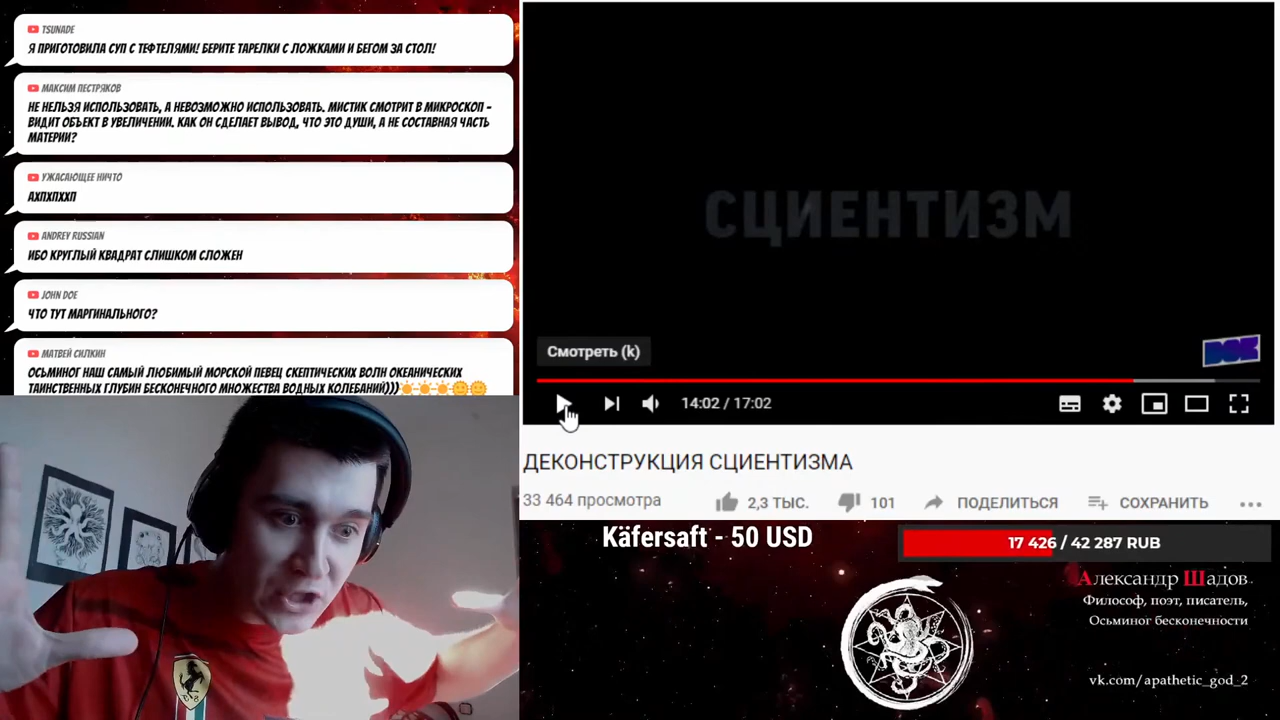 TSUNADE
Я ПРИГОТОВИЛА СУП С ТЕФТЕЛЯМИ! БЕРИТЕ ТАРЕЛКИ С ЛОЖКАМИ И БЕГОМ ЗА СТОЛ!
МАКСИМ ПЕСТРЯКОВ
НЕ НЕЛЬЗЯ ИСПОЛЬЗОВАТЬ, А НЕВОЗМОЖНО ИСПОЛЬЗОВАТЬ. МИСТИК СМОТРИТ В МИКРОСКОП -
ВИДИТ ОБЪЕКТ В УВЕЛИЧЕНИИ. КАК ОН СДЕЛАЕТ ВЫВОД, ЧТО ЭТО ДУШИ, А НЕ СОСТАВНАЯ ЧАСТЬ
МАТЕРИИ?
УЖАСАЮЩЕЕ НИЧТО
АХПХПХХП
ANDREY RUSSIAN
ИБО КРУГЛЫЙ КВАДРАТ СЛИШКОМ СЛОЖЕН
JOHN DOE
ЧТО ТУТ МАРГИНАЛЬНОГО?
МАТВЕЙ СИЛКИН
ОСЬМИНОГ НАШ САМЫЙ ЛЮБИМЫЙ МОРСКОЙ ПЕВЕЦ СКЕПТИЧЕСКИХ ВОЛН ОКЕАНИЧЕСКИХ
ТАИНСТВЕННЫХ ГЛУБИН БЕСКОНЕЧНОГО МНОЖЕСТВА ВОДНЫХ КОЛЕБАНИЙ)))
СЦИЕНТИЗМ
Смотреть (k)
14:02 / 17:02
ДЕКОНСТРУКЦИЯ СЦИЕНТИЗМА
33 464 просмотра
2,3 ТЫС.
101
ПОДЕЛИТЬСЯ
СОХРАНИТЬ
Käfersaft - 50 USD
17 426 / 42 287 RUB
Александр Шадов
Философ, поэт, писатель,
Осьминог бесконечности
vk.com/apathetic_god_2